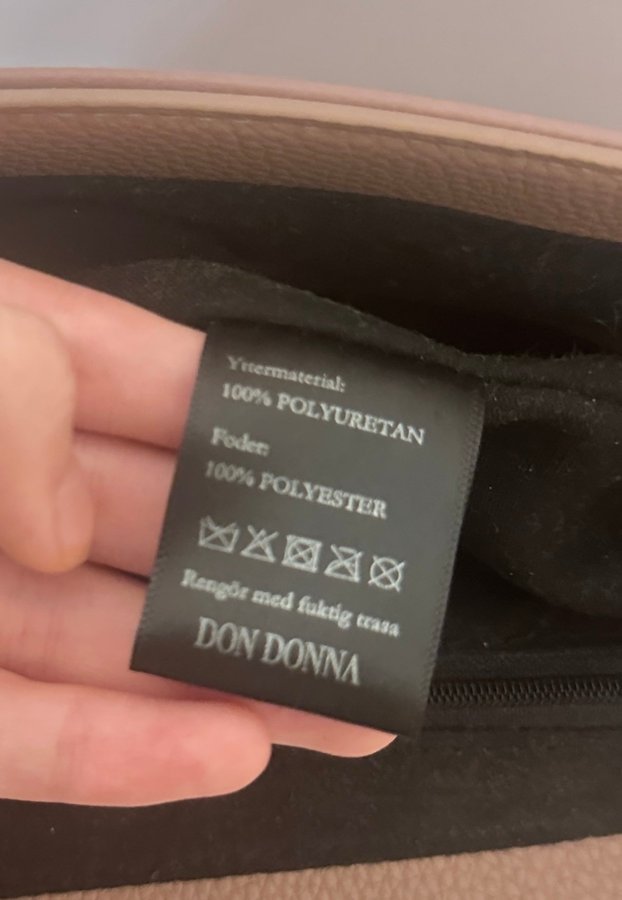 Yttermaterial:
100% POLYURETAN
Foder:
100% POLYESTER
Rengör med fuktig trasa
DON DONNA